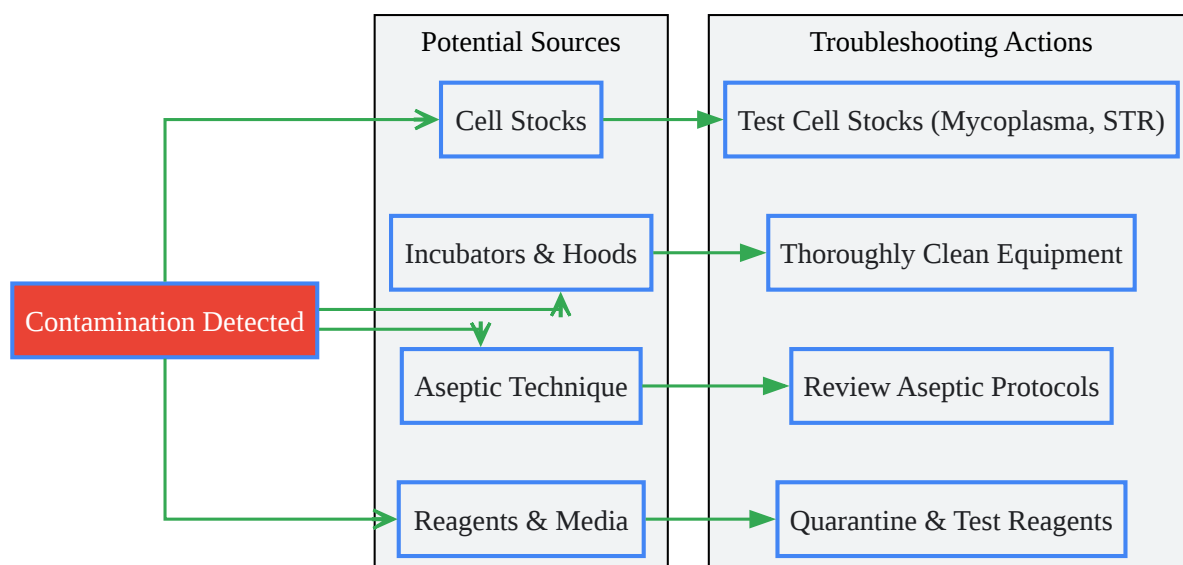 Potential Sources
Troubleshooting Actions
Cell Stocks
Test Cell Stocks (Mycoplasma, STR)
Incubators & Hoods
Thoroughly Clean Equipment
Contamination Detected
Aseptic Technique
Review Aseptic Protocols
Reagents & Media
Quarantine & Test Reagents